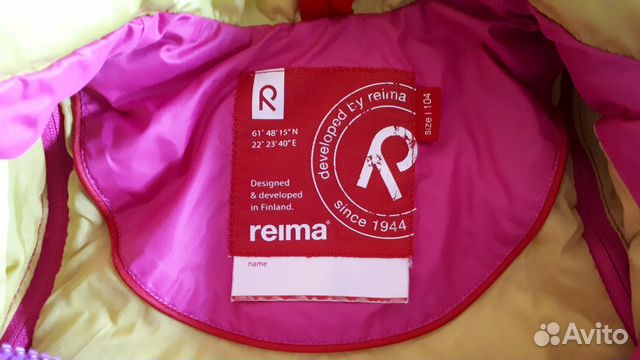 R
61° 48' 15" N
22° 23' 40" E
Designed
& developed
in Finland.
reima®
name
developed by reima
R
since 1944
size | 104
Avito